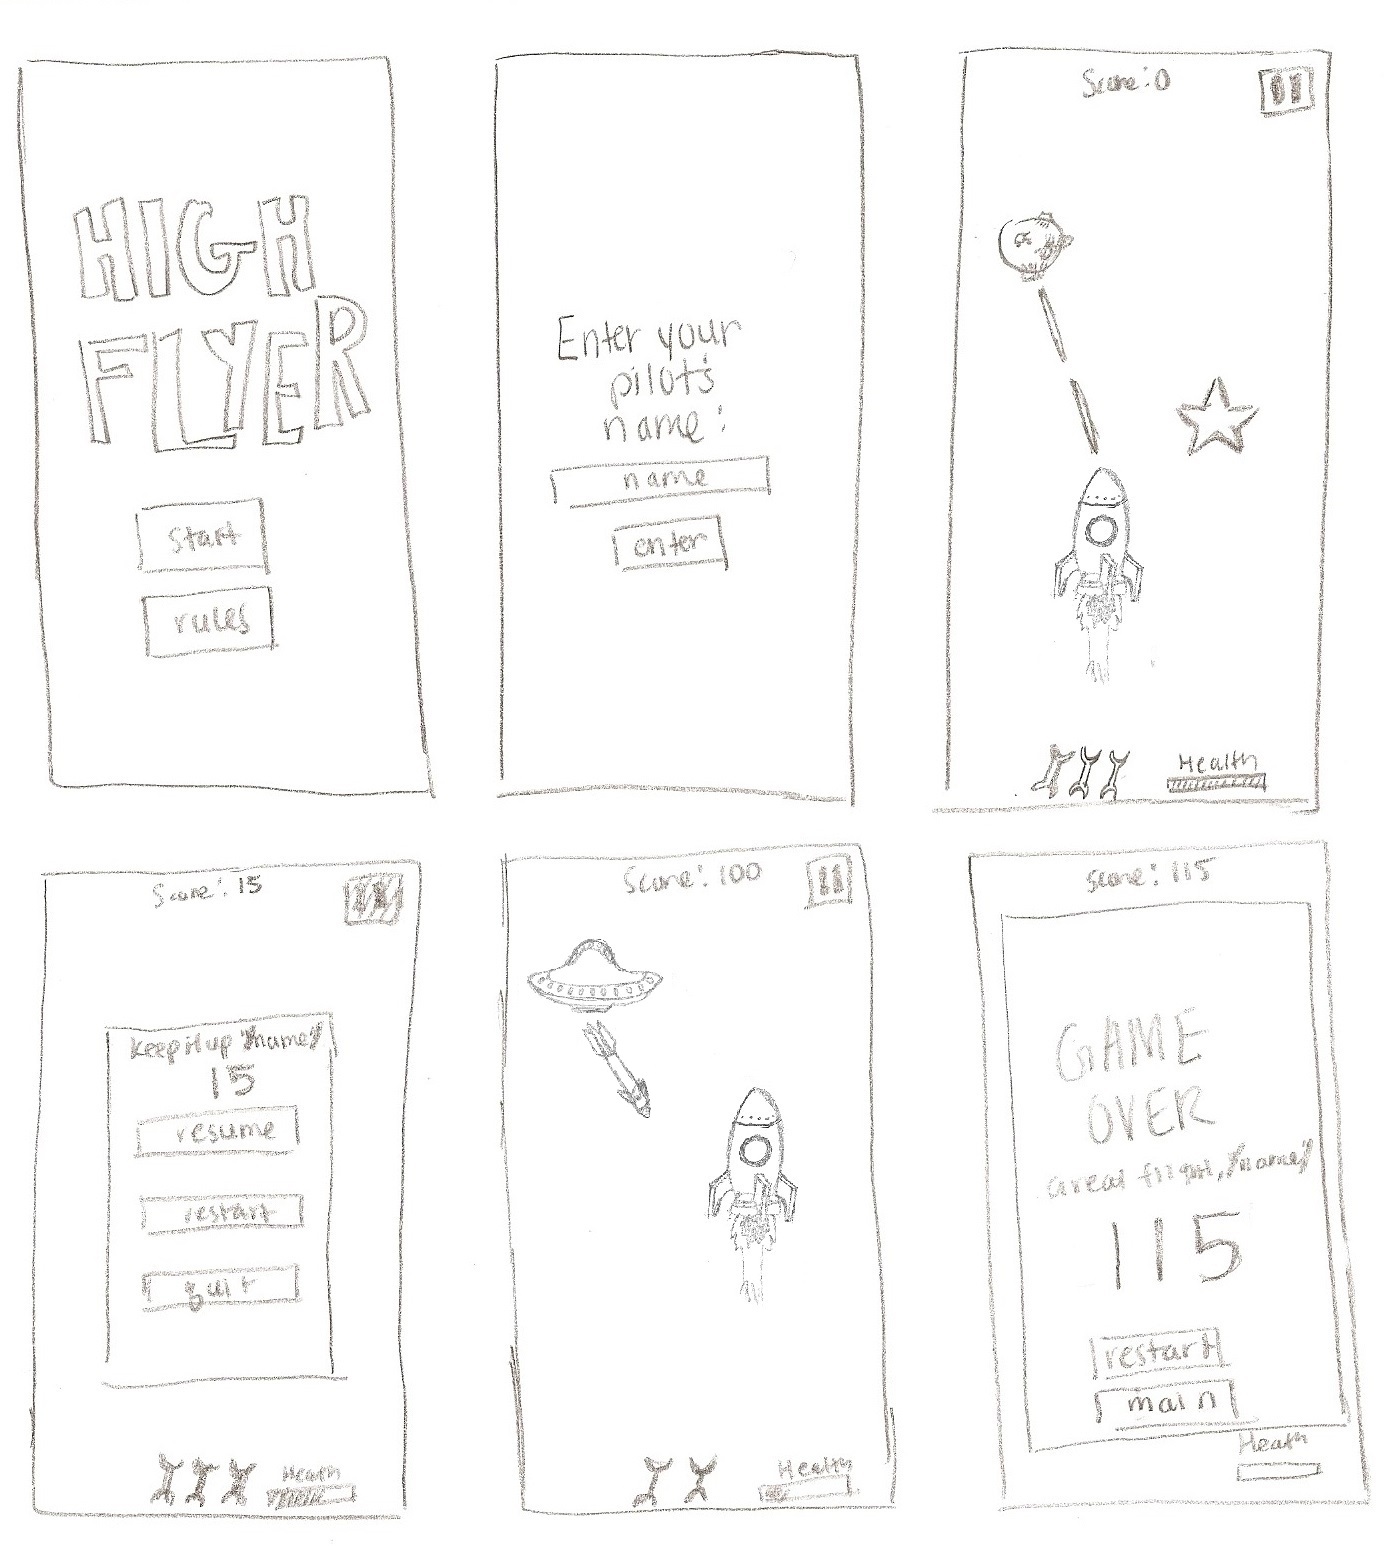 HIGH
FLYER
start
rules
Enter your
pilot's
name:
name
enter
Score: 0
Health
Score: 15
Keep it up "name"
15
resume
restart
quit
Health
Score: 100
Health
score: 115
GAME
OVER
Great flight, "name"
115
restart
main
Health